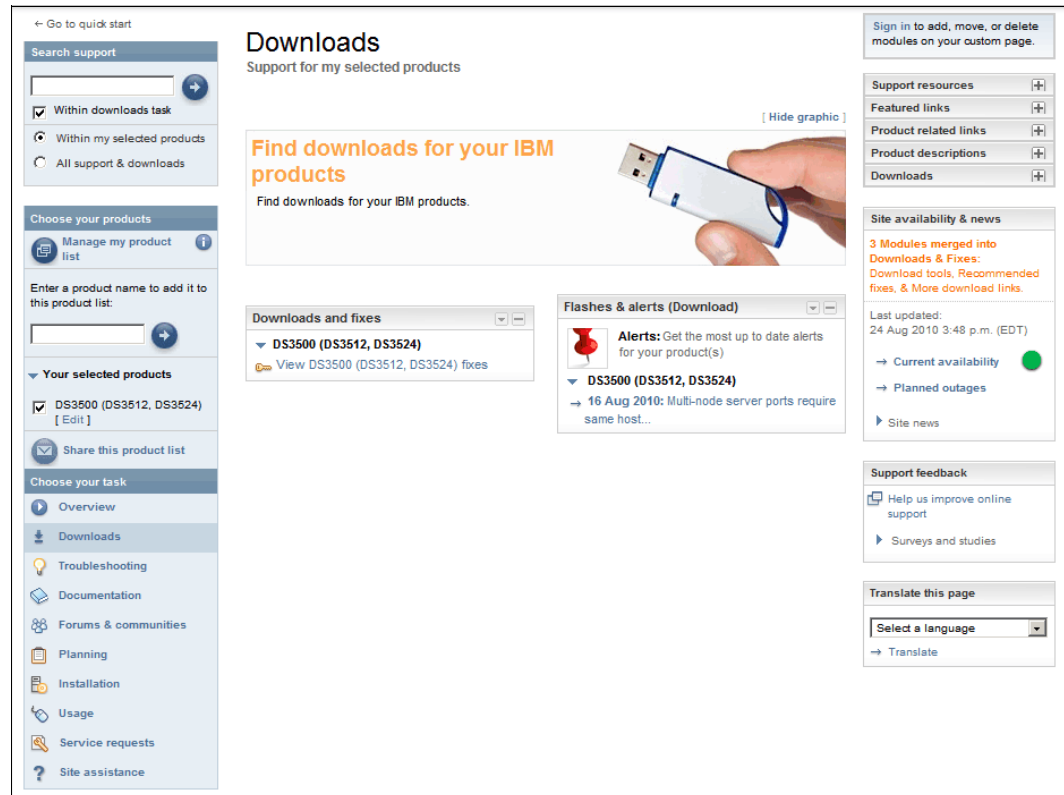 ← Go to quick start
Search support
Within downloads task
Within my selected products
All support & downloads
Choose your products
Manage my product
list
Enter a product name to add it to
this product list:
Your selected products
DS3500 (DS3512, DS3524)
[ Edit ]
Share this product list
Choose your task
Overview
Downloads
Troubleshooting
Documentation
Forums & communities
Planning
Installation
Usage
Service requests
Site assistance
Downloads
Support for my selected products
[ Hide graphic ]
Find downloads for your IBM
products
Find downloads for your IBM products.
Downloads and fixes
DS3500 (DS3512, DS3524)
View DS3500 (DS3512, DS3524) fixes
Flashes & alerts (Download)
Alerts: Get the most up to date alerts
for your product(s)
DS3500 (DS3512, DS3524)
→ 16 Aug 2010: Multi-node server ports require
same host...
Sign in to add, move, or delete
modules on your custom page.
Support resources
Featured links
Product related links
Product descriptions
Downloads
Site availability & news
3 Modules merged into
Downloads & Fixes:
Download tools, Recommended
fixes, & More download links.
Last updated:
24 Aug 2010 3:48 p.m. (EDT)
→ Current availability
→ Planned outages
Site news
Support feedback
Help us improve online
support
Surveys and studies
Translate this page
Select a language
→ Translate